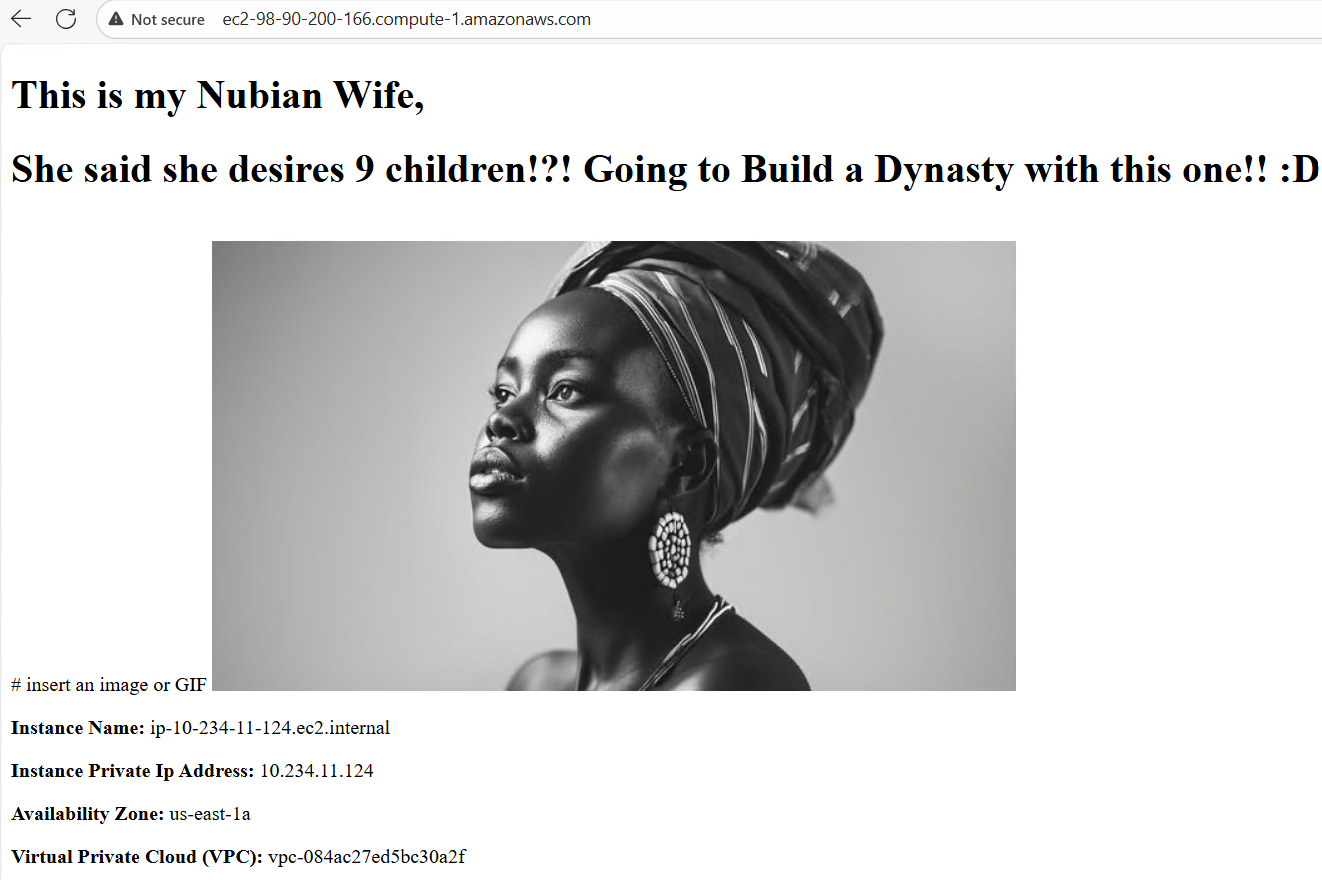 Not secure ec2-98-90-200-166.compute-1.amazonaws.com
This is my Nubian Wife,
She said she desires 9 children!?! Going to Build a Dynasty with this one!! :D
# insert an image or GIF
Instance Name: ip-10-234-11-124.ec2.internal
Instance Private Ip Address: 10.234.11.124
Availability Zone: us-east-1a
Virtual Private Cloud (VPC): vpc-084ac27ed5bc30a2f